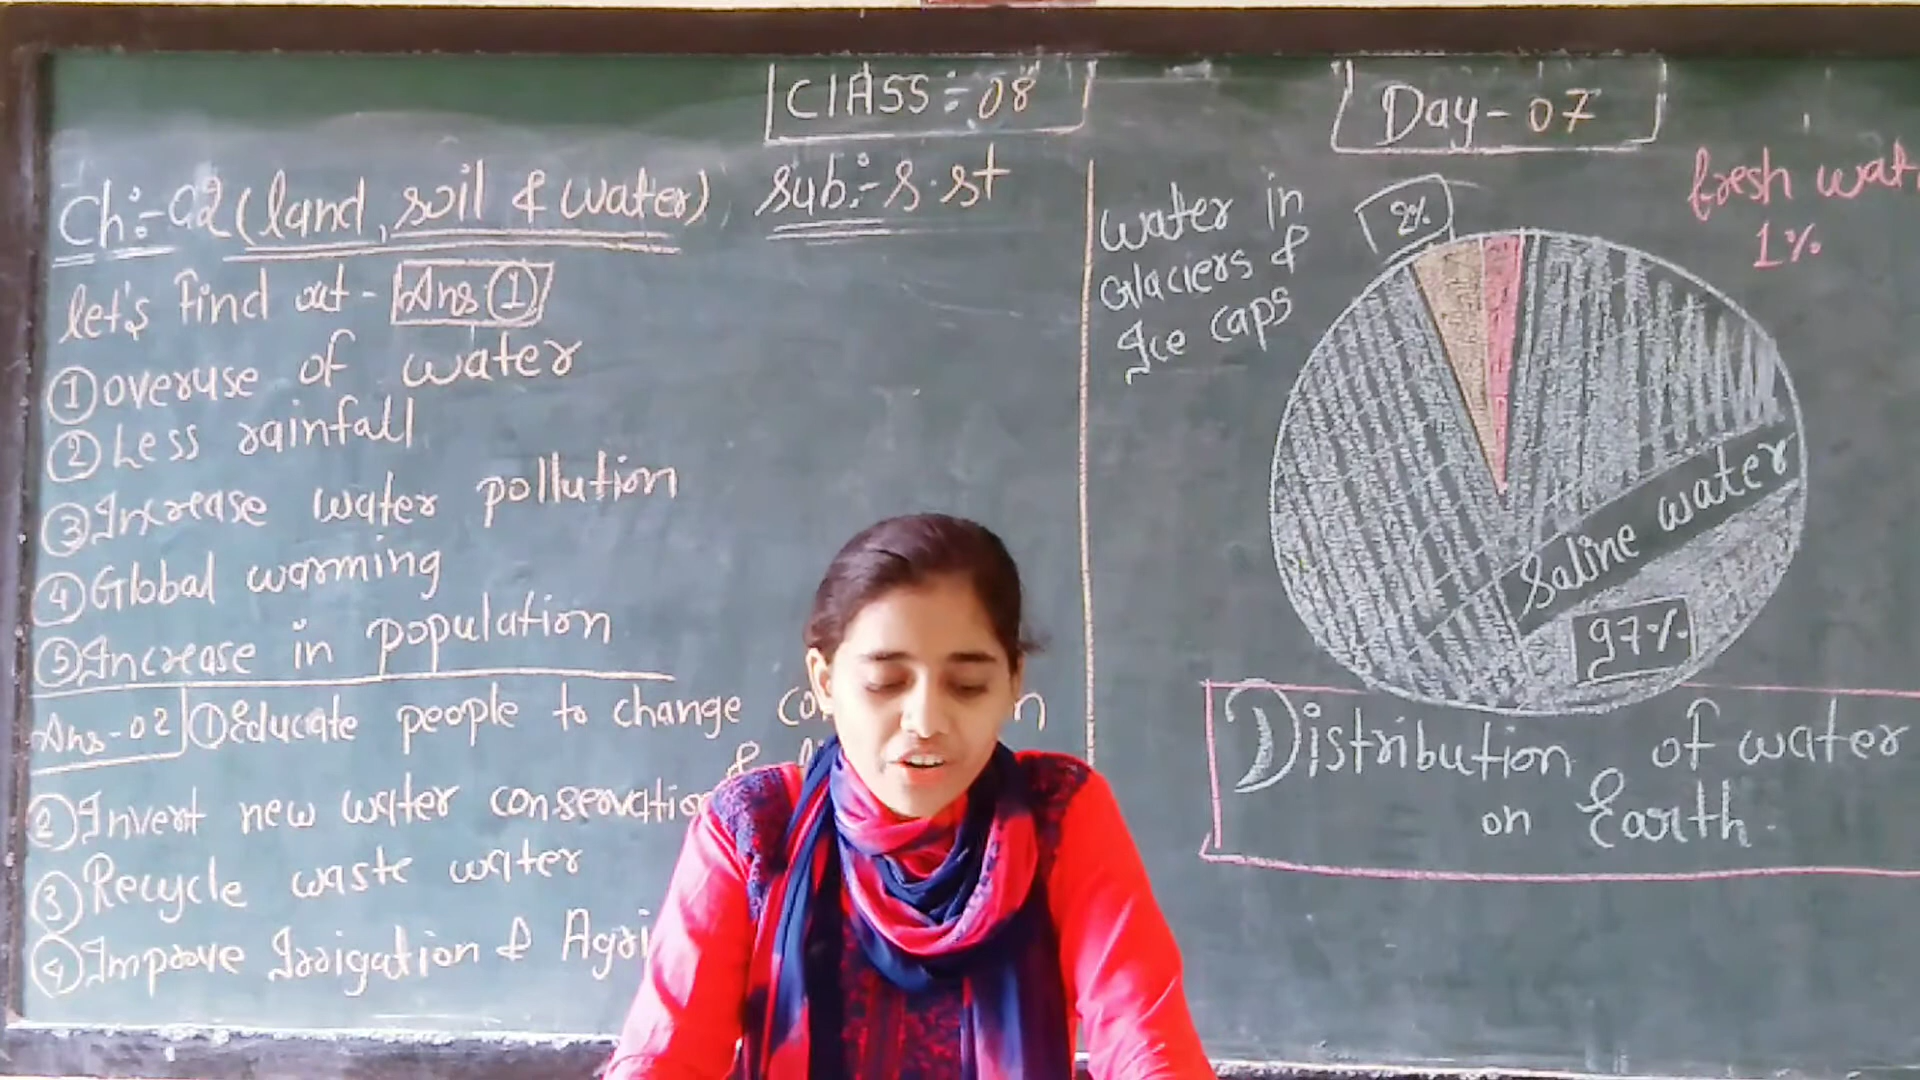 CLASS:- 08
Ch:- 02 (land, soil & water) sub:- s.st
let's Find out - Ans ①
① overuse of water
② Less rainfall
③ Increase water pollution
④ Global warming
⑤ Increase in population
Ans-02 ① Educate people to change
&
② Invert new water conservatio
③ Recycle waste water
④ Improve Irrigation & Agri
Day - 07
water in
Glaciers &
Ice caps
2%
fresh wat
1%
Saline water
97%
Distribution of water
on Earth